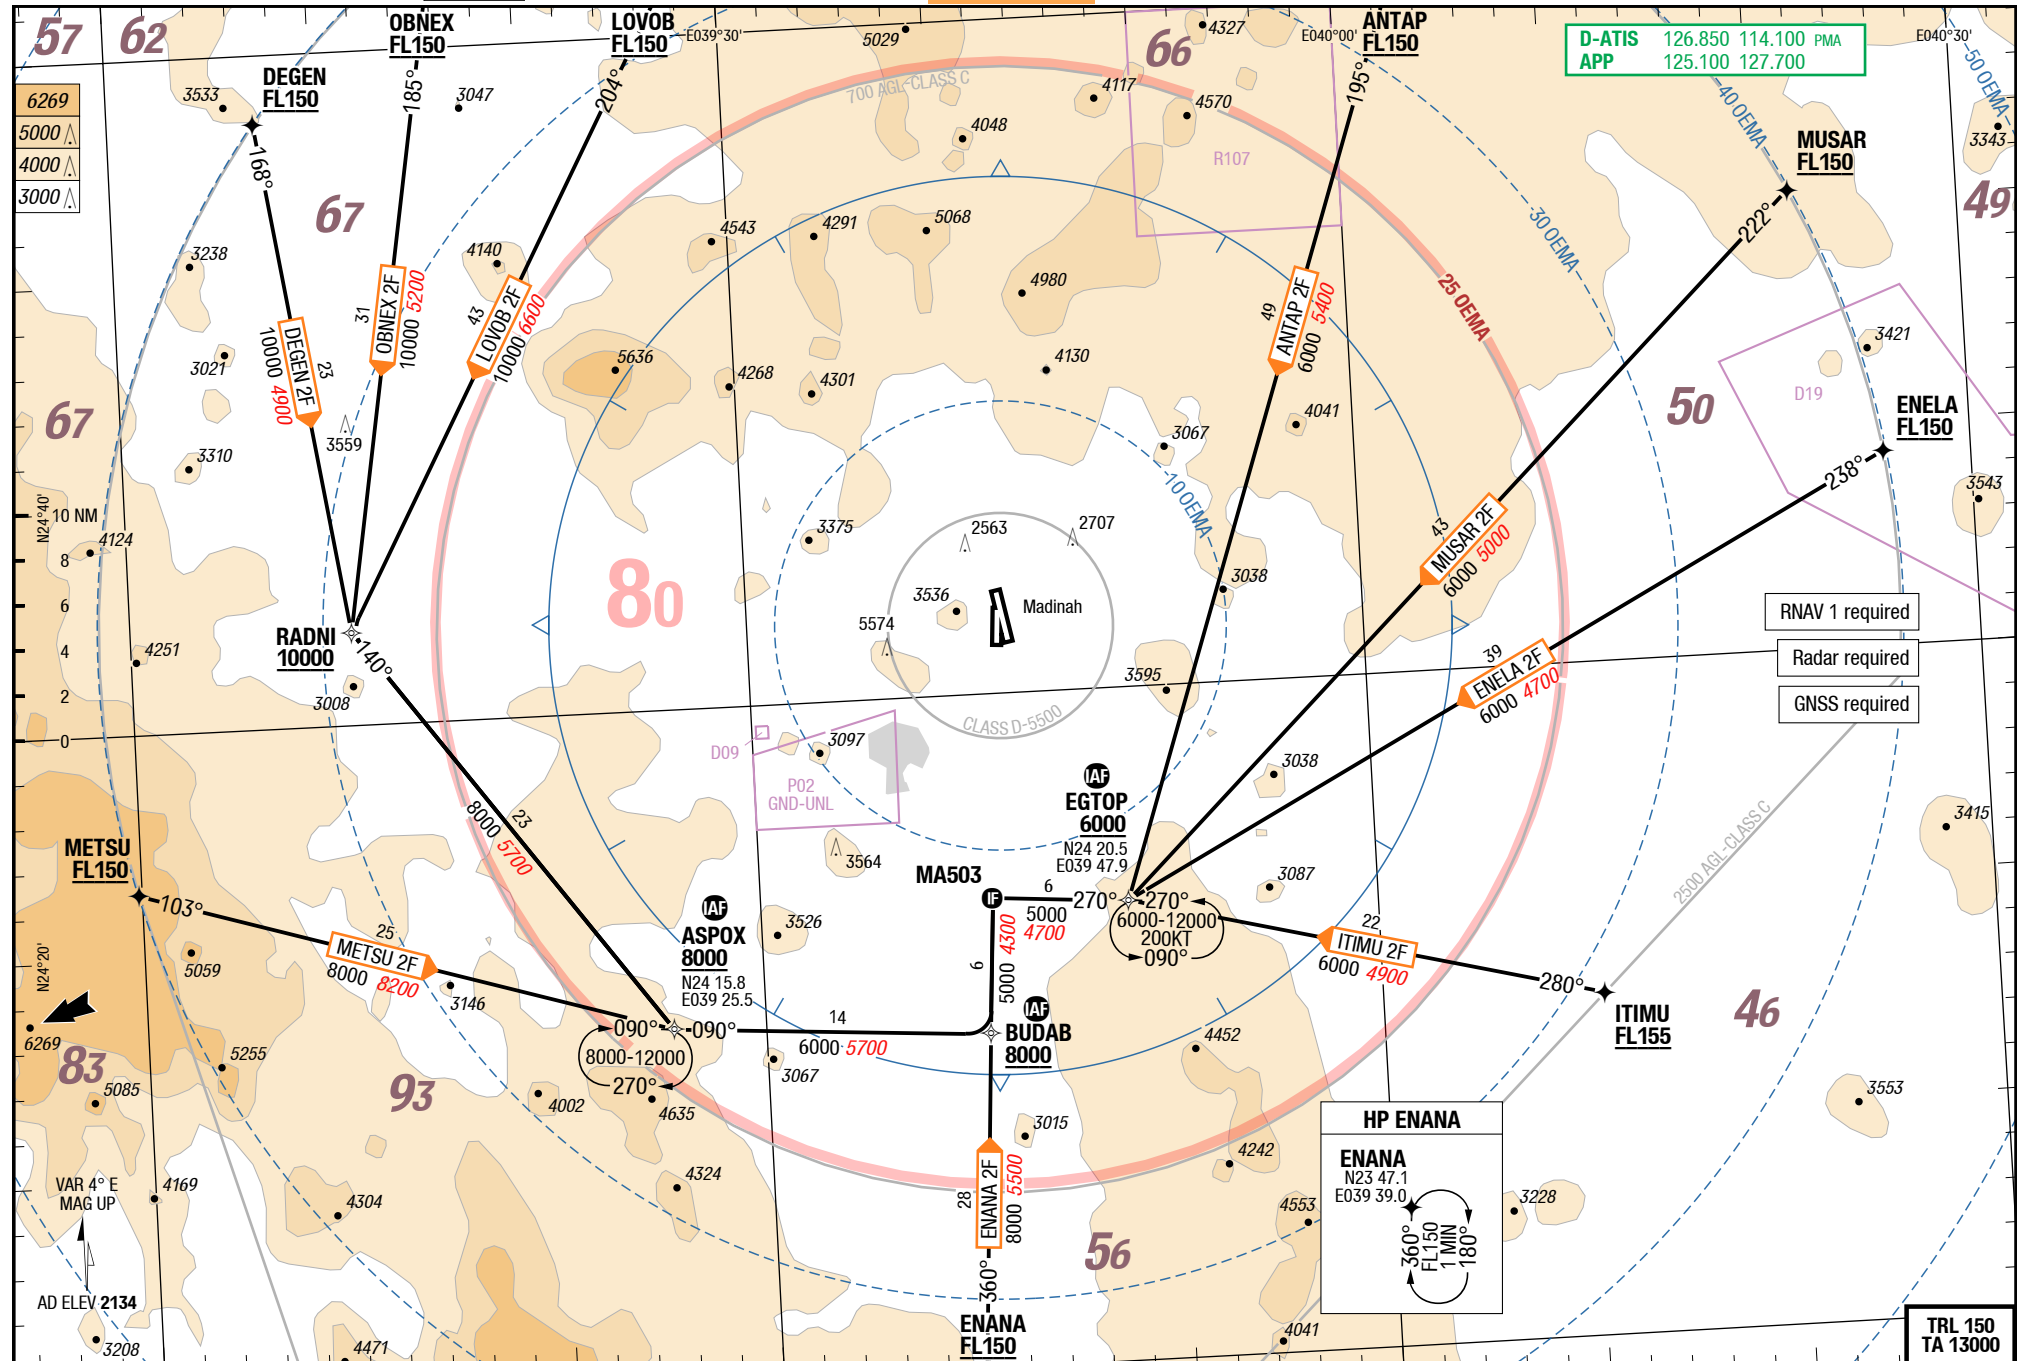 57
62
OBNEX
FL150
LOVOB
FL150
E039°30'
5029
4327
66
E040°00'
ANTAP
FL150
D-ATIS 126.850 114.100 PMA
APP 125.100 127.700
E040°30'
50 OEMA
40 OEMA
DEGEN
FL150
6269
5000
4000
3000
3533
168°
185°
3047
204°
700 AGL-CLASS C
4117
4570
4048
R107
195°
MUSAR
FL150
3343
49
67
222°
30 OEMA
3238
4140
4543
4291
5068
4980
25 OEMA
31
OBNEX 2F
10000 5200
43
LOVOB 2F
10000 6600
49
ANTAP 2F
6000 5400
23
DEGEN 2F
10000 4900
3021
5636
4268
4301
4130
4041
3421
D19
50
ENELA
FL150
238°
67
3559
3310
3067
10 OEMA
3543
N24°40'
10 NM
8
6
4
2
0
4124
3375
2563
2707
43
MUSAR 2F
6000 5000
80
3536
Madinah
3038
5574
RNAV 1 required
Radar required
GNSS required
RADNI
10000
140°
4251
3008
3595
39
ENELA 2F
6000 4700
CLASS D-5500
D09
3097
P02
GND-UNL
23
8000 5700
3564
IAF
EGTOP
6000
N24 20.5
E039 47.9
3038
3087
3415
2500 AGL-CLASS C
METSU
FL150
103°
25
METSU 2F
8000 8200
5059
3146
IAF
ASPOX
8000
N24 15.8
E039 25.5
3526
MA503
IF
6
270°
5000
4700
270°
6000-12000
200KT
090°
22
ITIMU 2F
6000 4900
280°
ITIMU
FL155
46
N24°20'
6269
83
5085
5255
93
090°
090°
8000-12000
270°
14
6000 5700
6
5000 4300
IAF
BUDAB
8000
3067
4002
4635
4452
3015
4242
3553
VAR 4° E
MAG UP
4169
4304
4324
28
ENANA 2F
8000 5500
56
4553
3228
HP ENANA
ENANA
N23 47.1
E039 39.0
360°
FL150
1 MIN
180°
AD ELEV 2134
3208
4471
360°
ENANA
FL150
4041
TRL 150
TA 13000